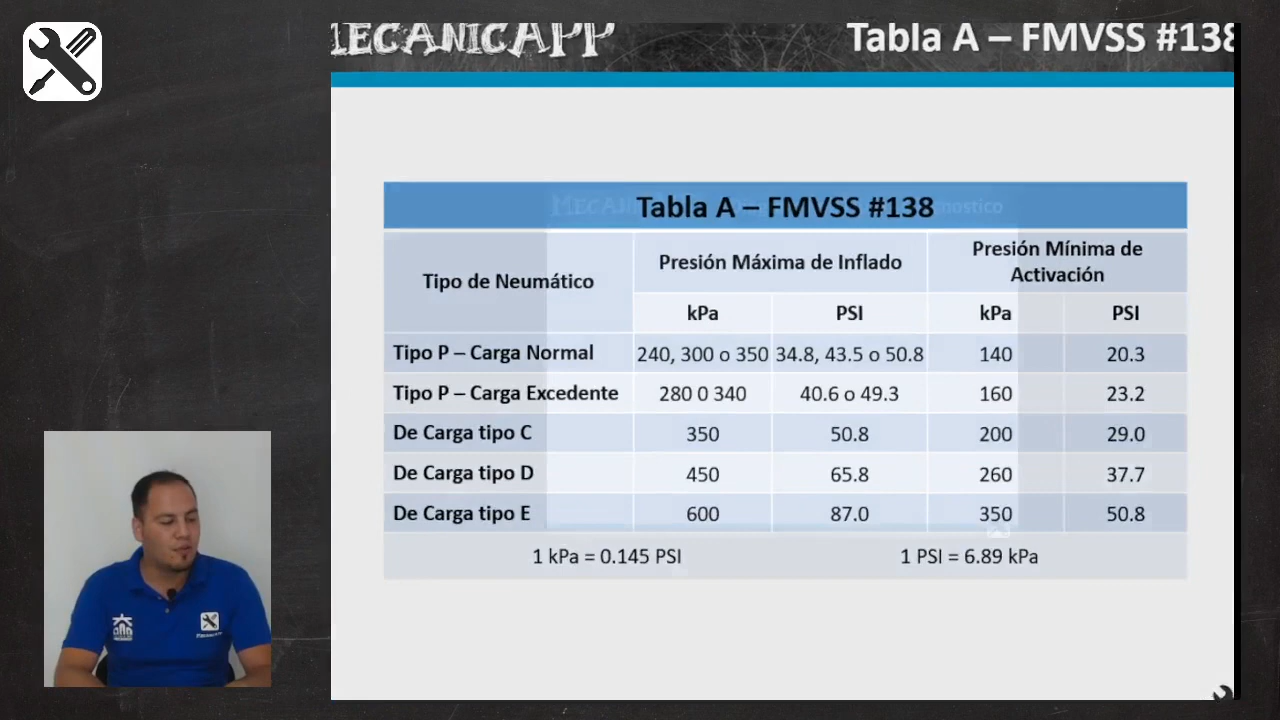 MECANICAPP
Tabla A – FMVSS #138
Tabla A – FMVSS #138
Tipo de Neumático
Presión Máxima de Inflado
Presión Mínima de
Activación
kPa PSI kPa PSI
Tipo P – Carga Normal 240, 300 o 350 34.8, 43.5 o 50.8 140 20.3
Tipo P – Carga Excedente 280 0 340 40.6 o 49.3 160 23.2
De Carga tipo C 350 50.8 200 29.0
De Carga tipo D 450 65.8 260 37.7
De Carga tipo E 600 87.0 350 50.8
1 kPa = 0.145 PSI 1 PSI = 6.89 kPa
MecanicApp